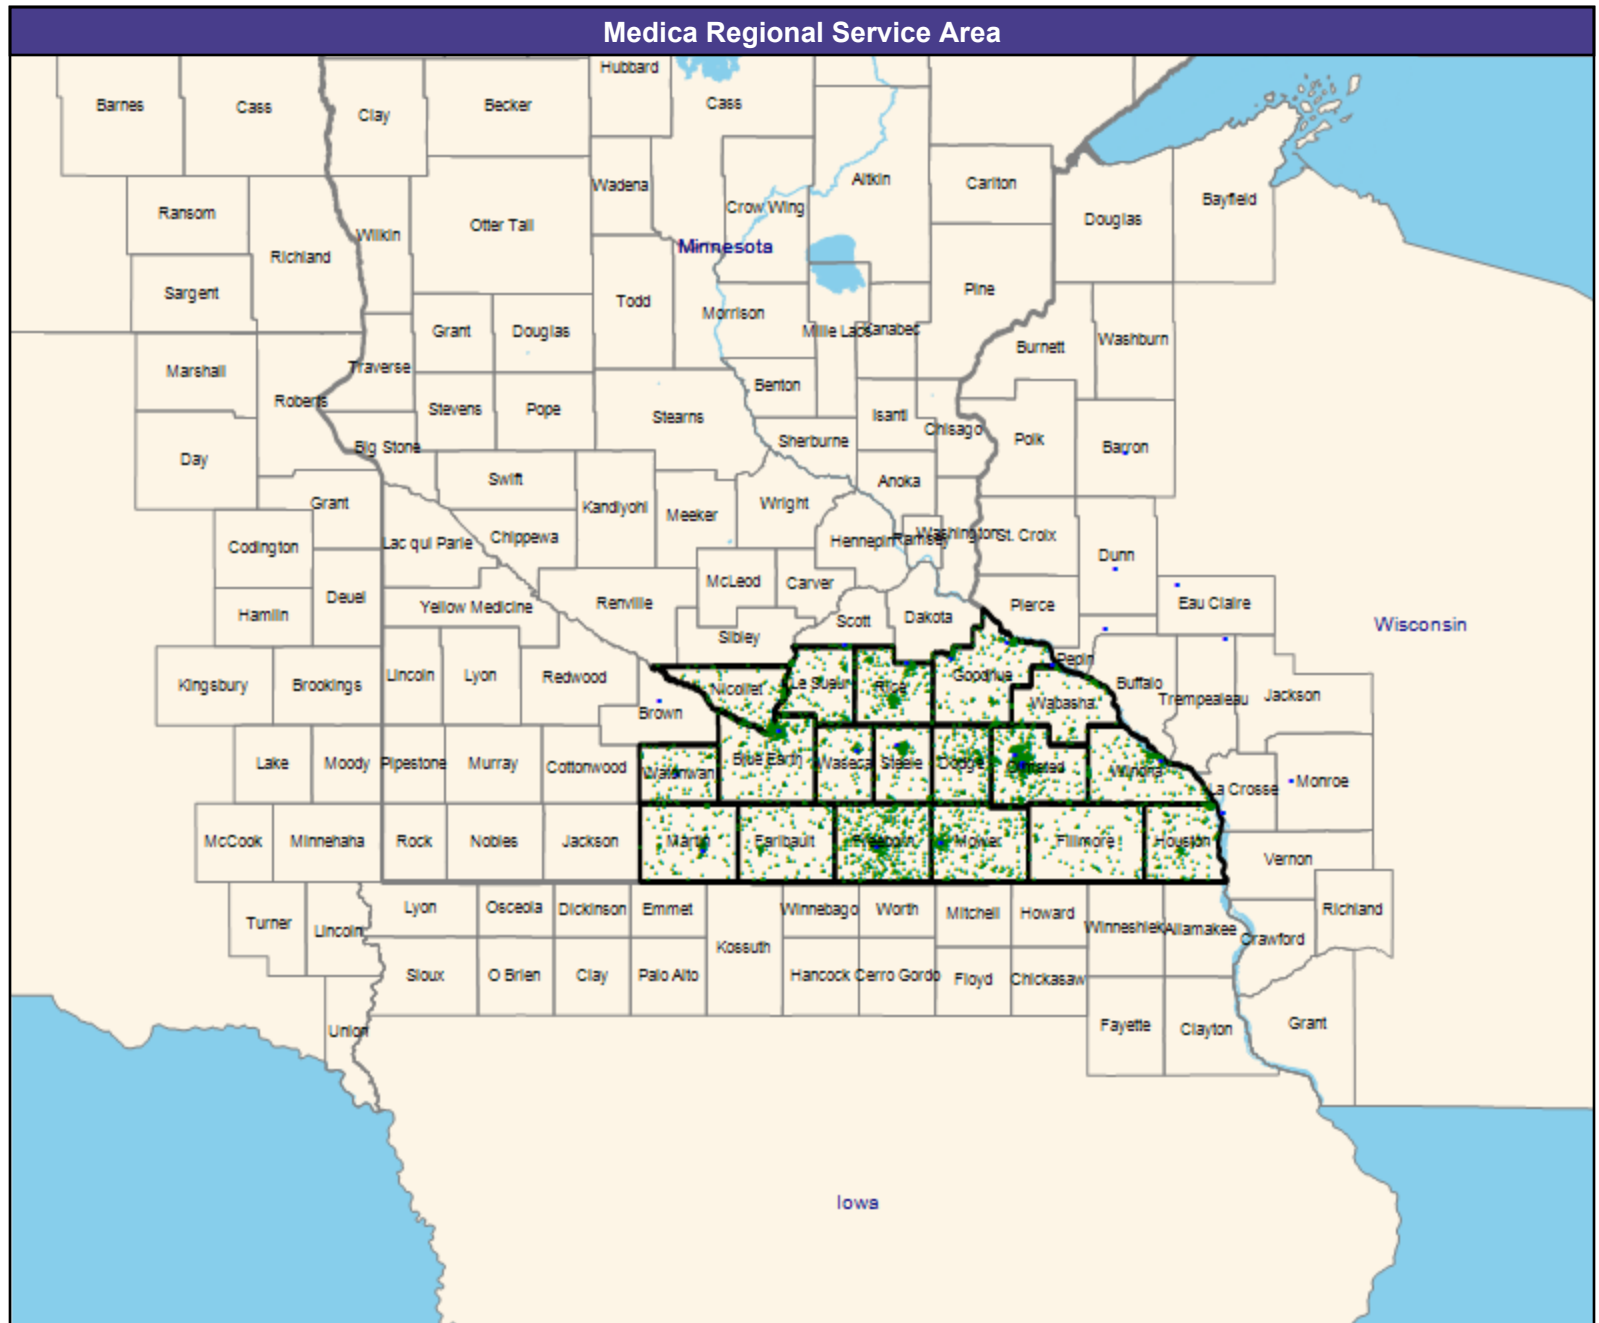 Medica Regional Service Area
Hubbard
Barnes
Cass
Clay
Becker
Cass
Wadena
Aitkin
Carlton
Ransom
Crow Wing
Bayfield
Douglas
Wilkin
Otter Tail
Minnesota
Richland
Sargent
Todd
Pine
Morrison
Grant
Douglas
Mille Lacs
Kanabec
Burnett
Washburn
Marshall
Traverse
Benton
Roberts
Stevens
Pope
Stearns
Isanti
Chisago
Polk
Barron
Big Stone
Sherburne
Day
Swift
Anoka
Grant
Kandiyohi
Meeker
Wright
Codington
Lac qui Parle
Chippewa
Hennepin
Ramsey
Washington
St. Croix
Dunn
McLeod
Carver
Deuel
Yellow Medicine
Renville
Pierce
Eau Claire
Hamlin
Scott
Dakota
Wisconsin
Sibley
Pepin
Kingsbury
Brookings
Lincoln
Lyon
Redwood
Nicollet
Le Sueur
Rice
Goodhue
Buffalo
Trempealeau
Jackson
Brown
Wabasha
Lake
Moody
Pipestone
Murray
Cottonwood
Watonwan
Blue Earth
Waseca
Steele
Dodge
Olmsted
Winona
La Crosse
Monroe
McCook
Minnehaha
Rock
Nobles
Jackson
Martin
Faribault
Freeborn
Mower
Fillmore
Houston
Vernon
Turner
Lincoln
Lyon
Osceola
Dickinson
Emmet
Winnebago
Worth
Mitchell
Howard
Winneshiek
Allamakee
Crawford
Richland
Kossuth
Sioux
O Brien
Clay
Palo Alto
Hancock
Cerro Gordo
Floyd
Chickasaw
Union
Fayette
Clayton
Grant
Iowa